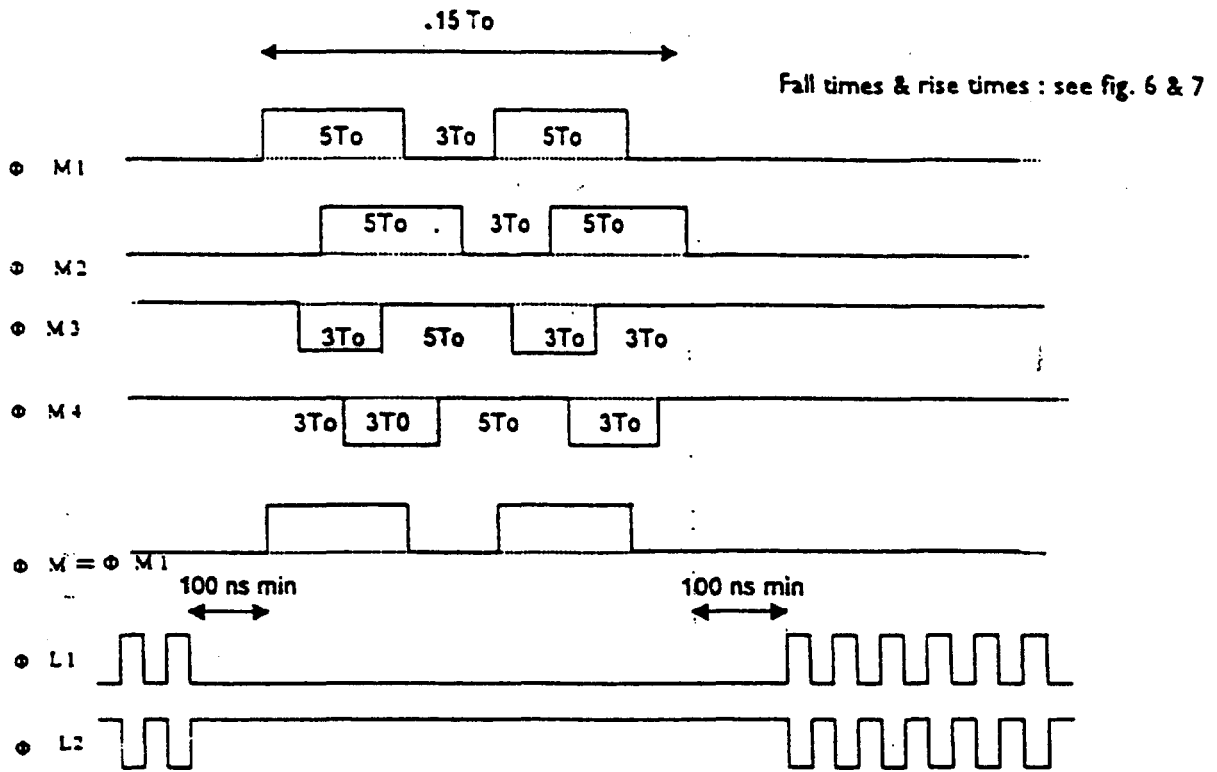 .15 To
Fall times & rise times : see fig. 6 & 7
5To 3To 5To
Φ M1
5To 3To 5To
Φ M2
Φ M3
3To 5To 3To 3To
Φ M4
3To 3T0 5To 3To
Φ M = Φ M1
100 ns min 100 ns min
Φ L1
Φ L2